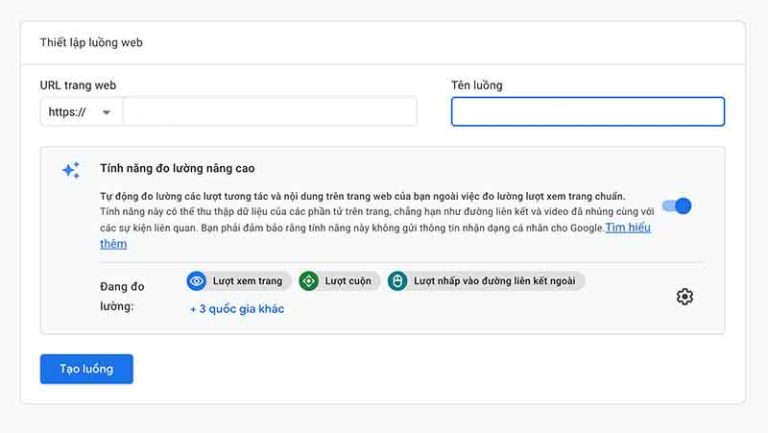 Thiết lập luồng web
URL trang web
Tên luồng
https://
Tính năng đo lường nâng cao
Tự động đo lường các lượt tương tác và nội dung trên trang web của bạn ngoài việc đo lường lượt xem trang chuẩn.
Tính năng này có thể thu thập dữ liệu của các phần tử trên trang, chẳng hạn như đường liên kết và video đã nhúng cùng với
các sự kiện liên quan. Bạn phải đảm bảo rằng tính năng này không gửi thông tin nhận dạng cá nhân cho Google.Tìm hiểu
thêm
Đang đo
lường:
Lượt xem trang
Lượt cuộn
Lượt nhấp vào đường liên kết ngoài
+ 3 quốc gia khác
Tạo luồng